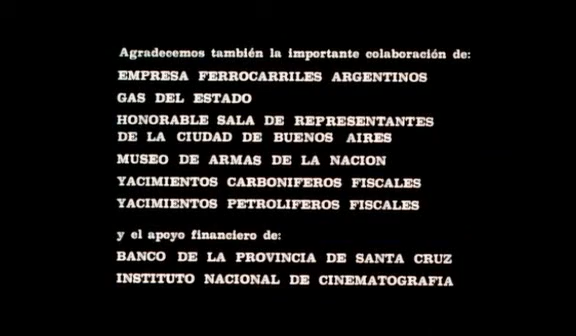 Agradecemos también la importante colaboración de:
EMPRESA FERROCARRILES ARGENTINOS
GAS DEL ESTADO
HONORABLE SALA DE REPRESENTANTES
DE LA CIUDAD DE BUENOS AIRES
MUSEO DE ARMAS DE LA NACION
YACIMIENTOS CARBONIFEROS FISCALES
YACIMIENTOS PETROLIFEROS FISCALES
y el apoyo financiero de:
BANCO DE LA PROVINCIA DE SANTA CRUZ
INSTITUTO NACIONAL DE CINEMATOGRAFIA